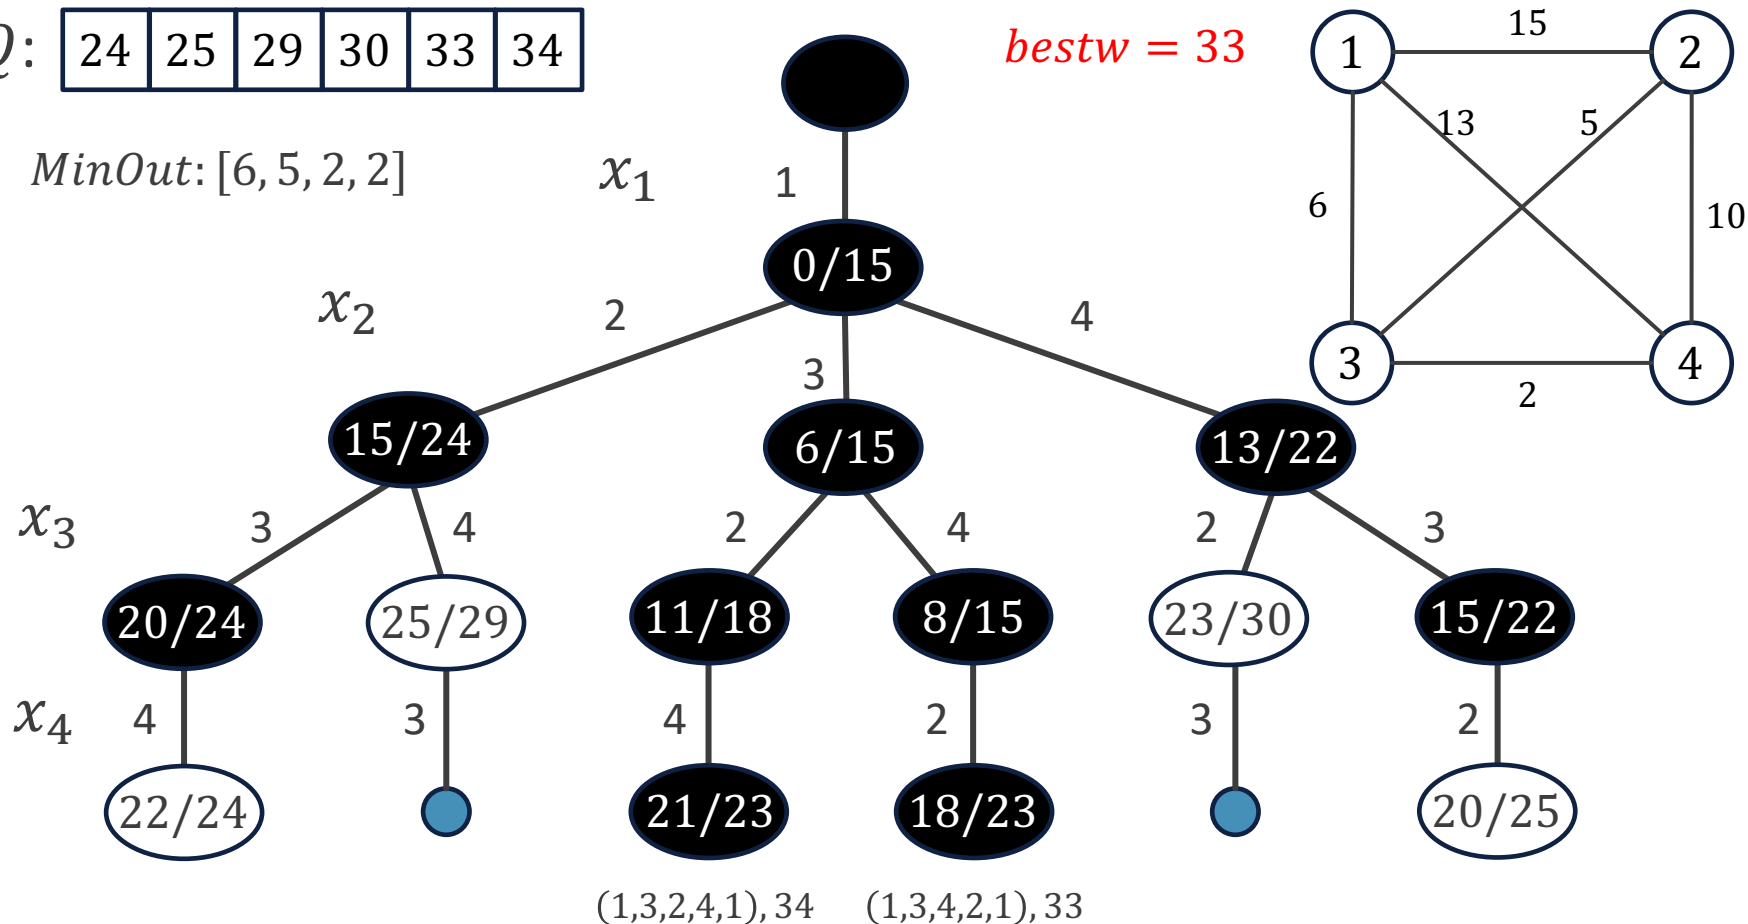 Q: 24 25 29 30 33 34
bestw = 33
MinOut: [6, 5, 2, 2]
1 15 2
13 5
6 10
3 2 4
x₁ 1
0/15
x₂ 2 3 4
15/24 6/15 13/22
x₃ 3 4 2 4 2 3
20/24 25/29 11/18 8/15 23/30 15/22
x₄ 4 3 4 2 3 2
22/24 21/23 18/23 20/25
(1,3,2,4,1), 34 (1,3,4,2,1), 33